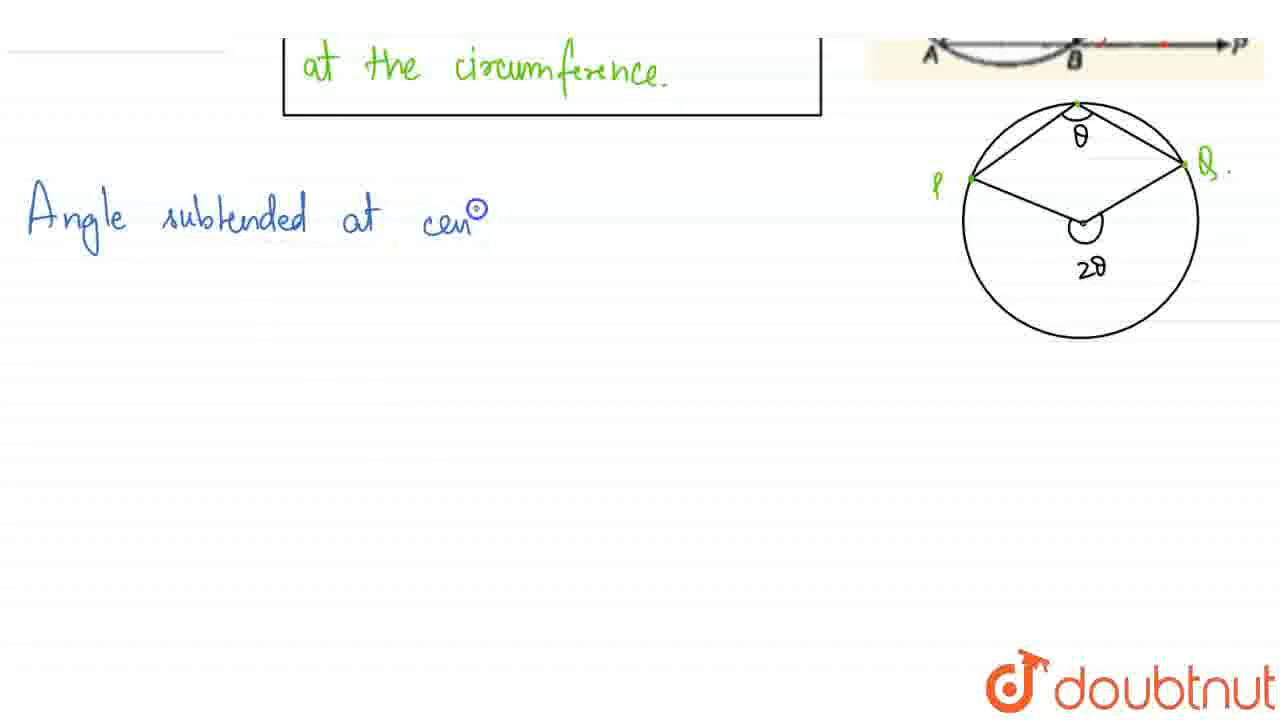 at the circumference.
A B P
θ
P Q.
Angle subtended at cen
2θ
doubtnut